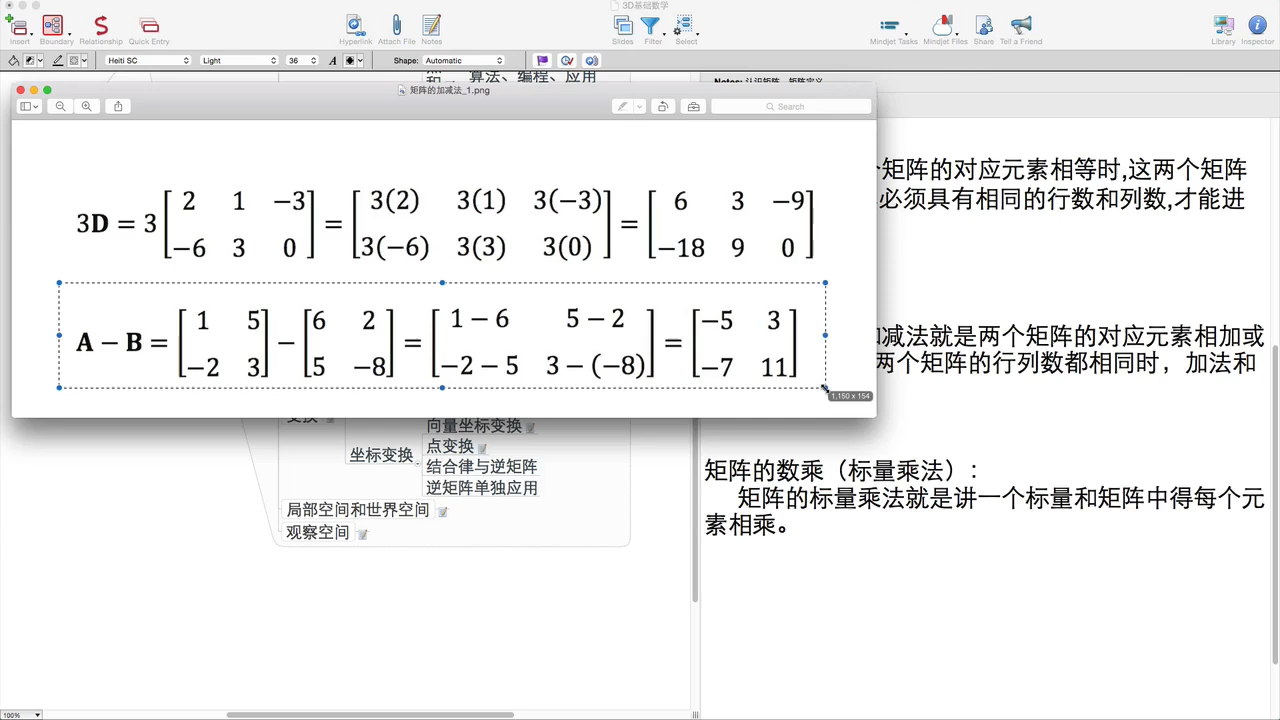 3D基础数学
Insert Boundary Relationship Quick Entry Hyperlink Attach File Notes Slides Filter Select Mindjet Tasks Mindjet Files Share Tell a Friend Library Inspector
Heiti SC Light 36 A Shape: Automatic
算法、编程、应用
Notes: 认识矩阵、矩阵定义
矩阵的加减法_1.png
Search
矩阵的对应元素相等时,这两个矩阵
必须具有相同的行数和列数,才能进
3D = 3 [2 1 −3; −6 3 0] = [3(2) 3(1) 3(−3); 3(−6) 3(3) 3(0)] = [6 3 −9; −18 9 0]
A − B = [1 5; −2 3] − [6 2; 5 −8] = [1 − 6 5 − 2; −2 − 5 3 − (−8)] = [−5 3; −7 11]
减法就是两个矩阵的对应元素相加或
两个矩阵的行列数都相同时，加法和
1,150 x 154
变换
向量坐标变换
坐标变换
点变换
结合律与逆矩阵
逆矩阵单独应用
局部空间和世界空间
观察空间
矩阵的数乘（标量乘法）:
矩阵的标量乘法就是讲一个标量和矩阵中得每个元
素相乘。
100%